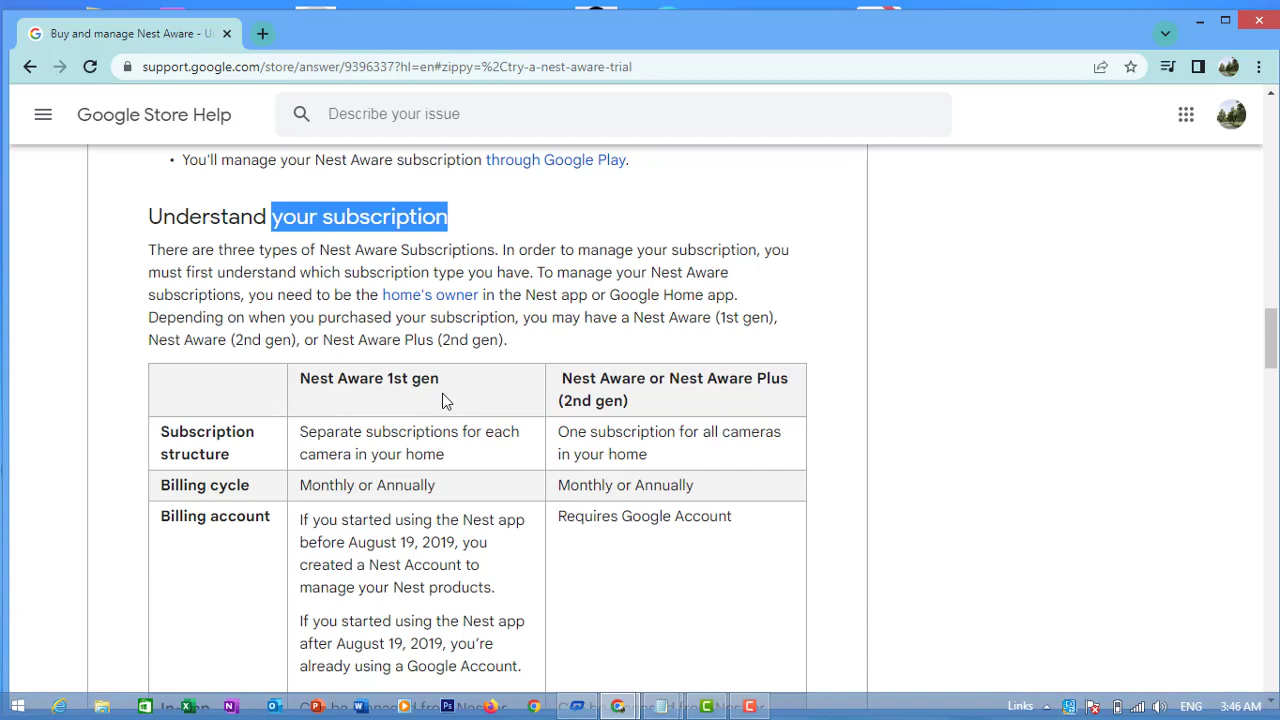 Buy and manage Nest Aware - U
support.google.com/store/answer/9396337?hl=en#zippy=%2Ctry-a-nest-aware-trial
Google Store Help
Describe your issue
• You'll manage your Nest Aware subscription through Google Play.
Understand your subscription
There are three types of Nest Aware Subscriptions. In order to manage your subscription, you
must first understand which subscription type you have. To manage your Nest Aware
subscriptions, you need to be the home's owner in the Nest app or Google Home app.
Depending on when you purchased your subscription, you may have a Nest Aware (1st gen),
Nest Aware (2nd gen), or Nest Aware Plus (2nd gen).
Nest Aware 1st gen
Nest Aware or Nest Aware Plus
(2nd gen)
Subscription
structure
Separate subscriptions for each
camera in your home
One subscription for all cameras
in your home
Billing cycle
Monthly or Annually
Monthly or Annually
Billing account
If you started using the Nest app
before August 19, 2019, you
created a Nest Account to
manage your Nest products.
If you started using the Nest app
after August 19, 2019, you're
already using a Google Account.
Requires Google Account
Links
ENG
3:46 AM